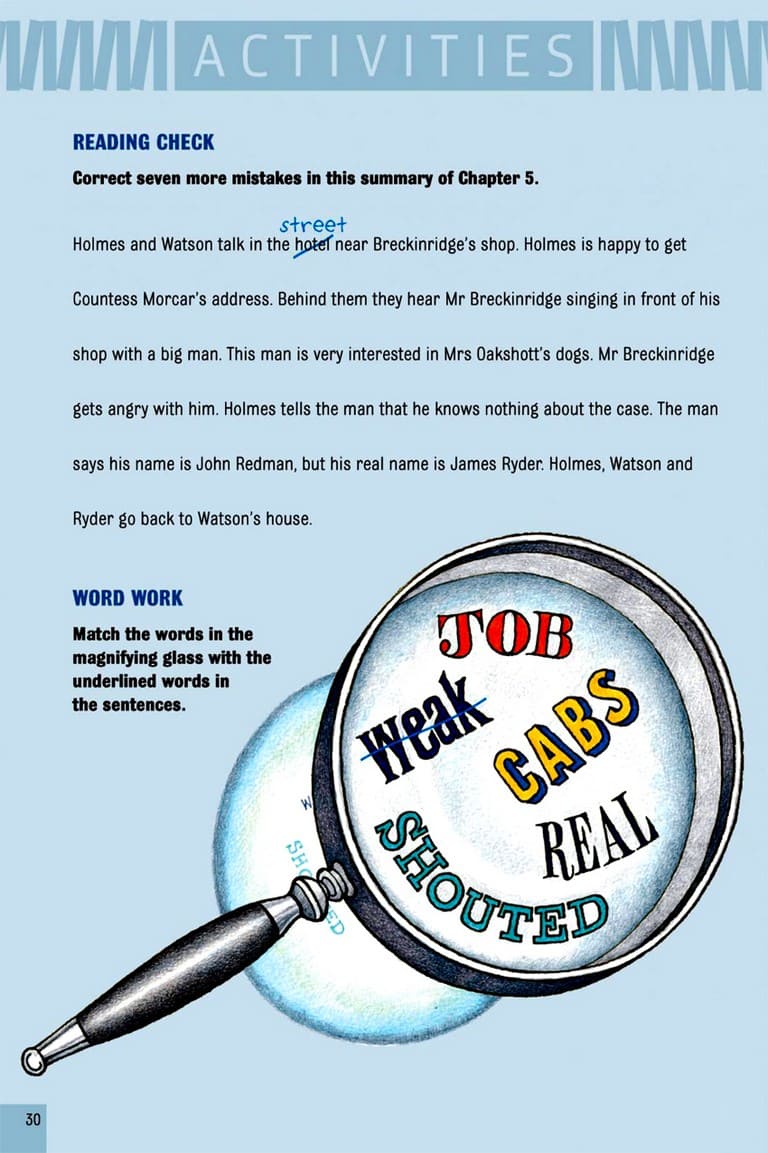 ACTIVITIES
READING CHECK
Correct seven more mistakes in this summary of Chapter 5.
street
Holmes and Watson talk in the hotel near Breckinridge's shop. Holmes is happy to get
Countess Morcar's address. Behind them they hear Mr Breckinridge singing in front of his
shop with a big man. This man is very interested in Mrs Oakshott's dogs. Mr Breckinridge
gets angry with him. Holmes tells the man that he knows nothing about the case. The man
says his name is John Redman, but his real name is James Ryder. Holmes, Watson and
Ryder go back to Watson's house.
WORD WORK
Match the words in the
magnifying glass with the
underlined words in
the sentences.
JOB
Weak
CABS
REAL
SHOUTED
30